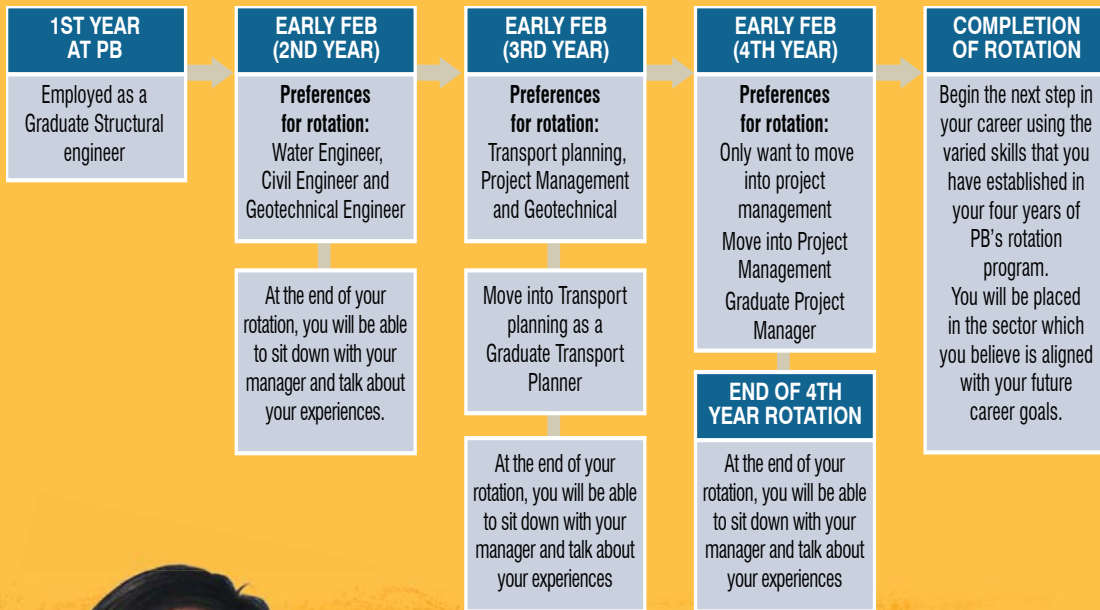 1ST YEAR
AT PB
Employed as a
Graduate Structural
engineer
EARLY FEB
(2ND YEAR)
Preferences
for rotation:
Water Engineer,
Civil Engineer and
Geotechnical Engineer
At the end of your
rotation, you will be able
to sit down with your
manager and talk about
your experiences.
EARLY FEB
(3RD YEAR)
Preferences
for rotation:
Transport planning,
Project Management
and Geotechnical
Move into Transport
planning as a
Graduate Transport
Planner
At the end of your
rotation, you will be able
to sit down with your
manager and talk about
your experiences
EARLY FEB
(4TH YEAR)
Preferences
for rotation:
Only want to move
into project
management
Move into Project
Management
Graduate Project
Manager
END OF 4TH
YEAR ROTATION
At the end of your
rotation, you will be able
to sit down with your
manager and talk about
your experiences
COMPLETION
OF ROTATION
Begin the next step in
your career using the
varied skills that you
have established in
your four years of
PB's rotation
program.
You will be placed
in the sector which
you believe is aligned
with your future
career goals.